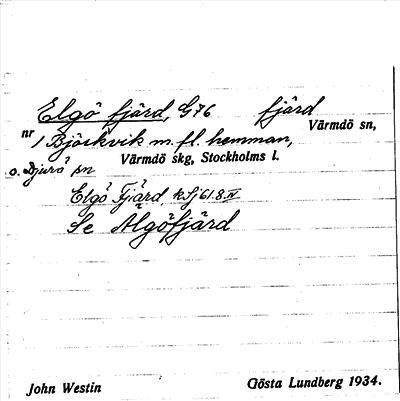 Elgö fjärd, G76 fjärd
Värmdö sn,
nr 1 Björkvik m. fl. hemman,
Värmdö skg, Stockholms l.
o. Djurö sn
Elgö Fjärd kSj 61.8.IV
Se Älgöfjärd
John Westin Gösta Lundberg 1934.